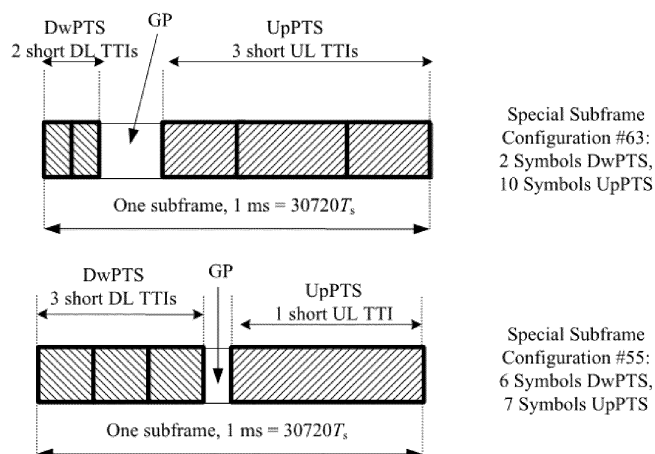 DwPTS
2 short DL TTIs
GP
UpPTS
3 short UL TTIs
One subframe, 1 ms = 30720Ts
Special Subframe
Configuration #63:
2 Symbols DwPTS,
10 Symbols UpPTS
DwPTS
3 short DL TTIs
GP
UpPTS
1 short UL TTI
One subframe, 1 ms = 30720Ts
Special Subframe
Configuration #55:
6 Symbols DwPTS,
7 Symbols UpPTS